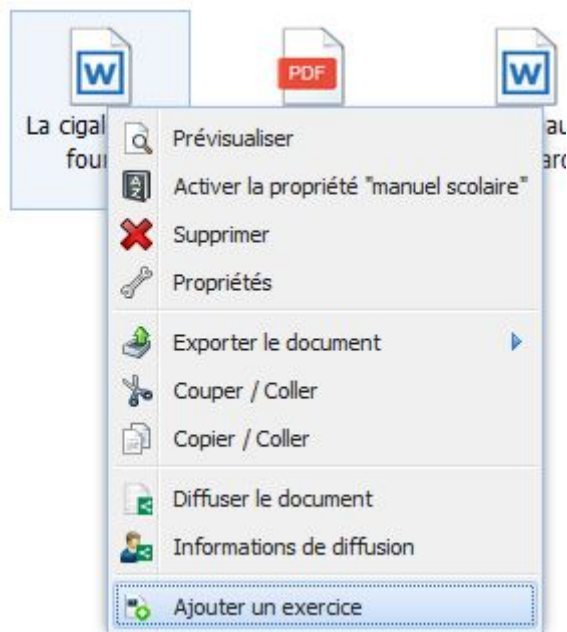 W
PDF
W
La cigal
four
Prévisualiser
Activer la propriété "manuel scolaire"
Supprimer
Propriétés
Exporter le document
Couper / Coller
Copier / Coller
Diffuser le document
Informations de diffusion
Ajouter un exercice